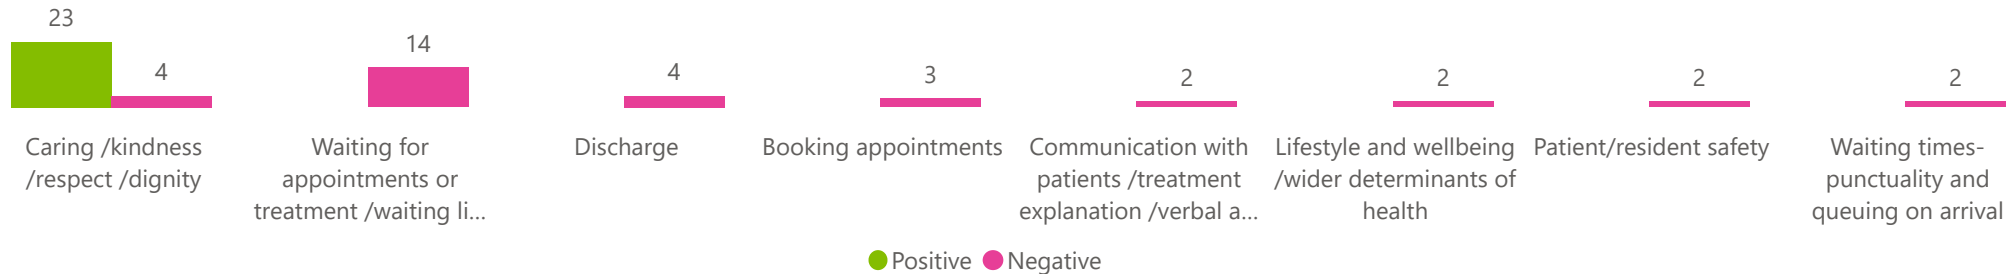 23
4
14
4
3
2
2
2
2
Caring /kindness
/respect /dignity
Waiting for
appointments or
treatment /waiting li...
Discharge
Booking appointments
Communication with
patients /treatment
explanation /verbal a...
Lifestyle and wellbeing
/wider determinants of
health
Patient/resident safety
Waiting times-
punctuality and
queuing on arrival
Positive
Negative